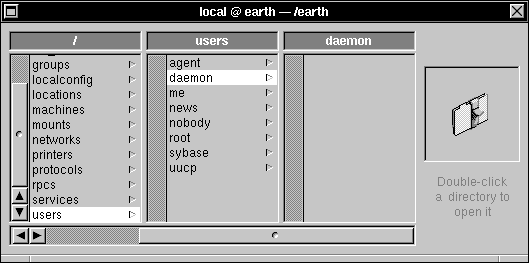 local @ earth — /earth
/
users
daemon
groups
localconfig
locations
machines
mounts
networks
printers
protocols
rpcs
services
users
agent
daemon
me
news
nobody
root
sybase
uucp
Double-click
a directory to
open it